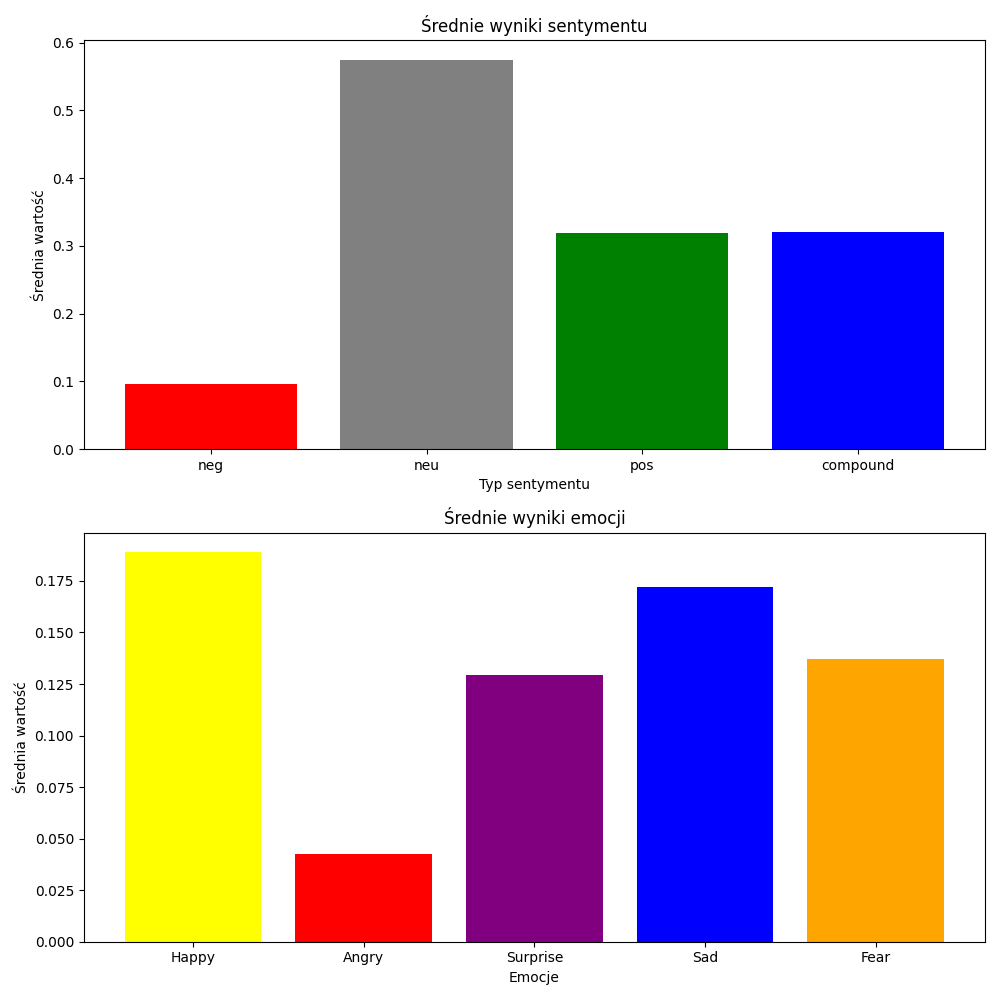 Średnie wyniki sentymentu
0.6
0.5
0.4
0.3
0.2
0.1
0.0
Średnia wartość
neg neu pos compound
Typ sentymentu
Średnie wyniki emocji
0.175
0.150
0.125
0.100
0.075
0.050
0.025
0.000
Średnia wartość
Happy Angry Surprise Sad Fear
Emocje